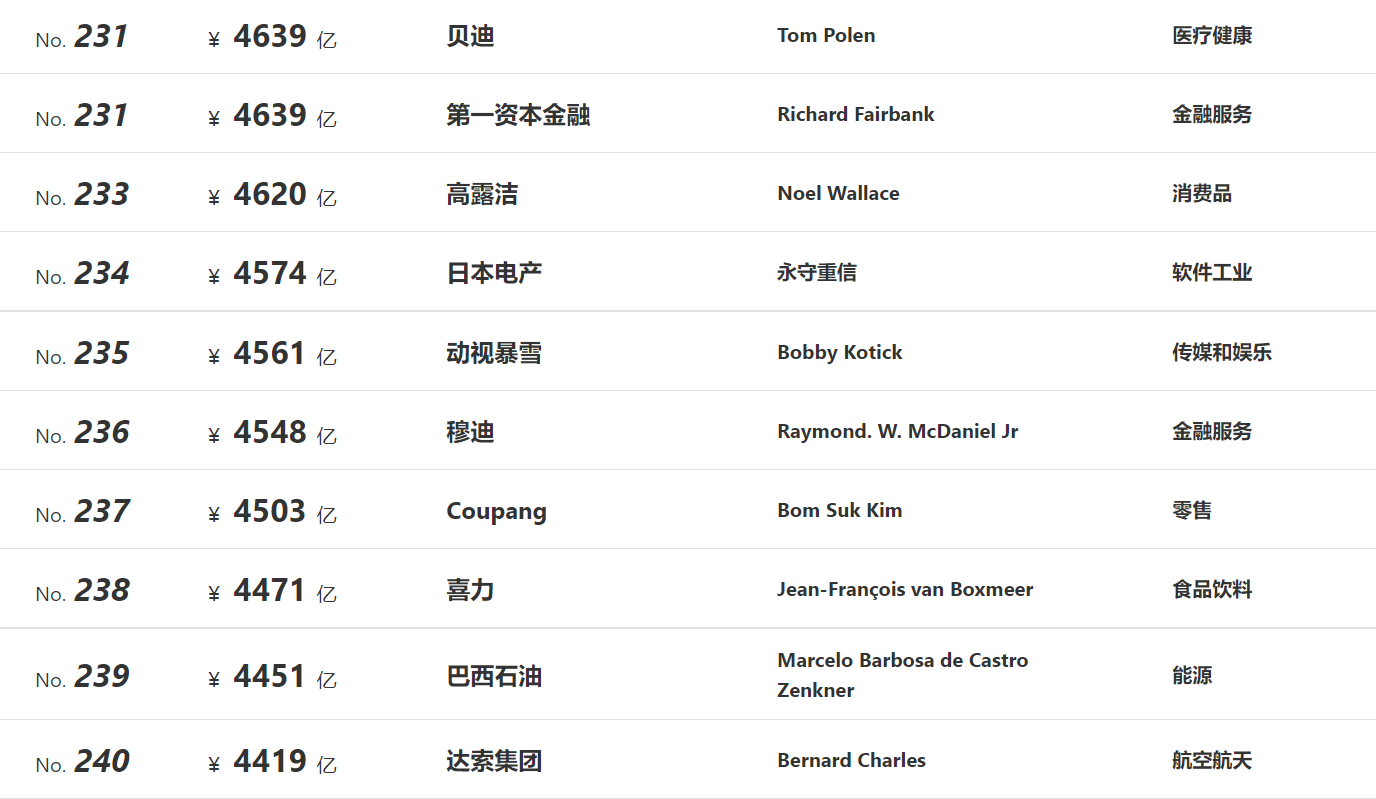 No. 231 ¥ 4639 亿 贝迪 Tom Polen 医疗健康
No. 231 ¥ 4639 亿 第一资本金融 Richard Fairbank 金融服务
No. 233 ¥ 4620 亿 高露洁 Noel Wallace 消费品
No. 234 ¥ 4574 亿 日本电产 永守重信 软件工业
No. 235 ¥ 4561 亿 动视暴雪 Bobby Kotick 传媒和娱乐
No. 236 ¥ 4548 亿 穆迪 Raymond. W. McDaniel Jr 金融服务
No. 237 ¥ 4503 亿 Coupang Bom Suk Kim 零售
No. 238 ¥ 4471 亿 喜力 Jean-François van Boxmeer 食品饮料
No. 239 ¥ 4451 亿 巴西石油 Marcelo Barbosa de Castro 能源
Zenkner
No. 240 ¥ 4419 亿 达索集团 Bernard Charles 航空航天